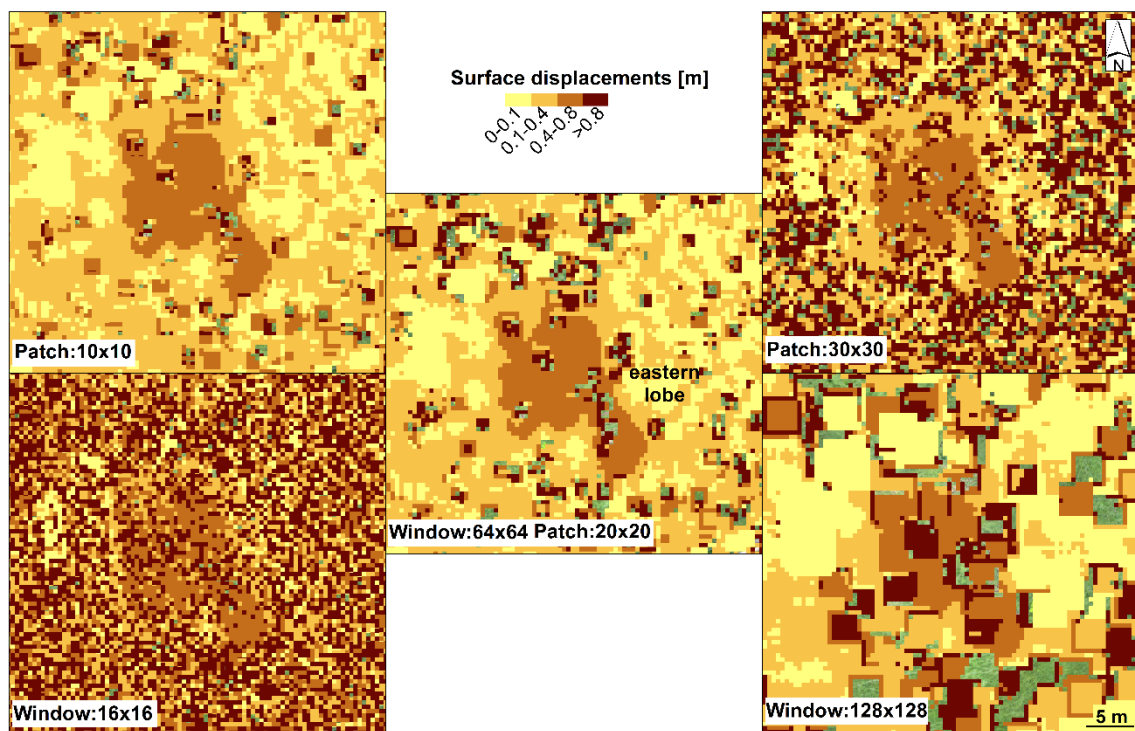 Surface displacements [m]
0-0.1
0.1-0.4
0.4-0.8
>0.8
N
Patch:10x10
Patch:30x30
eastern
lobe
Window:64x64 Patch:20x20
Window:16x16
Window:128x128
5 m